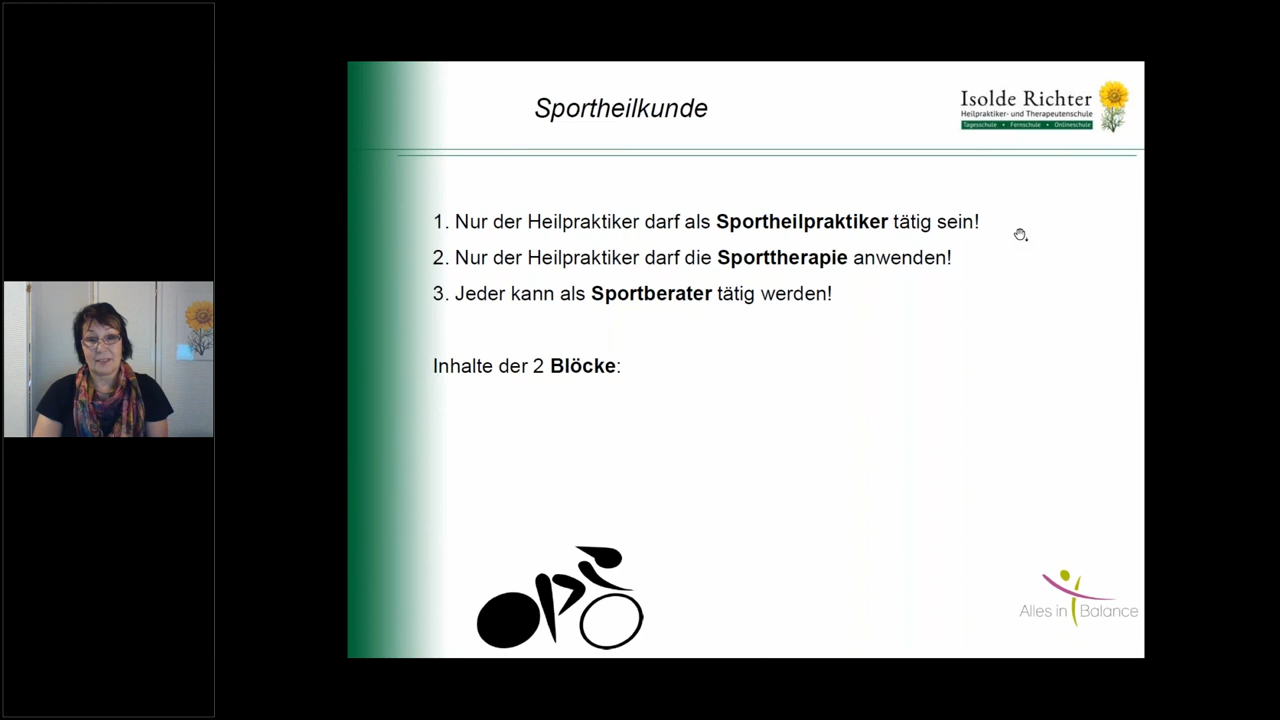 Sportheilkunde
Isolde Richter
Heilpraktiker- und Therapeutenschule
Tagesschule • Fernschule • Onlineschule
1. Nur der Heilpraktiker darf als Sportheilpraktiker tätig sein!
2. Nur der Heilpraktiker darf die Sporttherapie anwenden!
3. Jeder kann als Sportberater tätig werden!
Inhalte der 2 Blöcke:
Alles in Balance